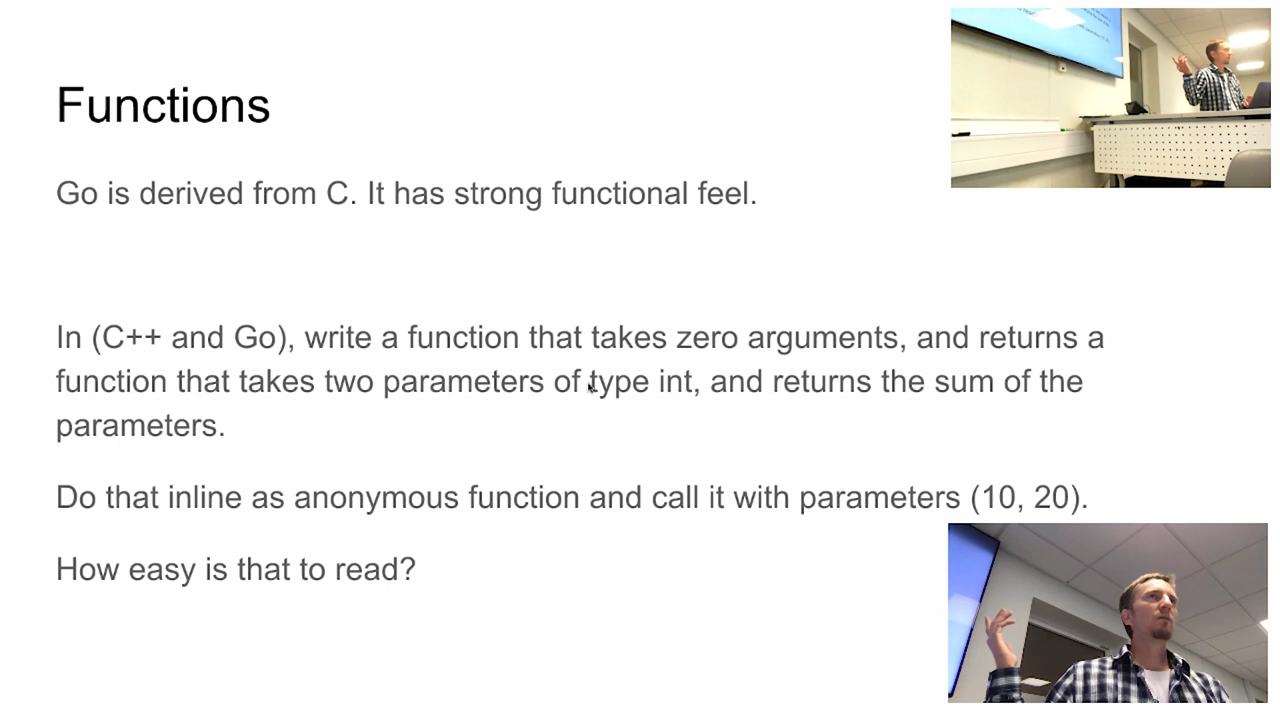 Functions
Go is derived from C. It has strong functional feel.
In (C++ and Go), write a function that takes zero arguments, and returns a
function that takes two parameters of type int, and returns the sum of the
parameters.
Do that inline as anonymous function and call it with parameters (10, 20).
How easy is that to read?